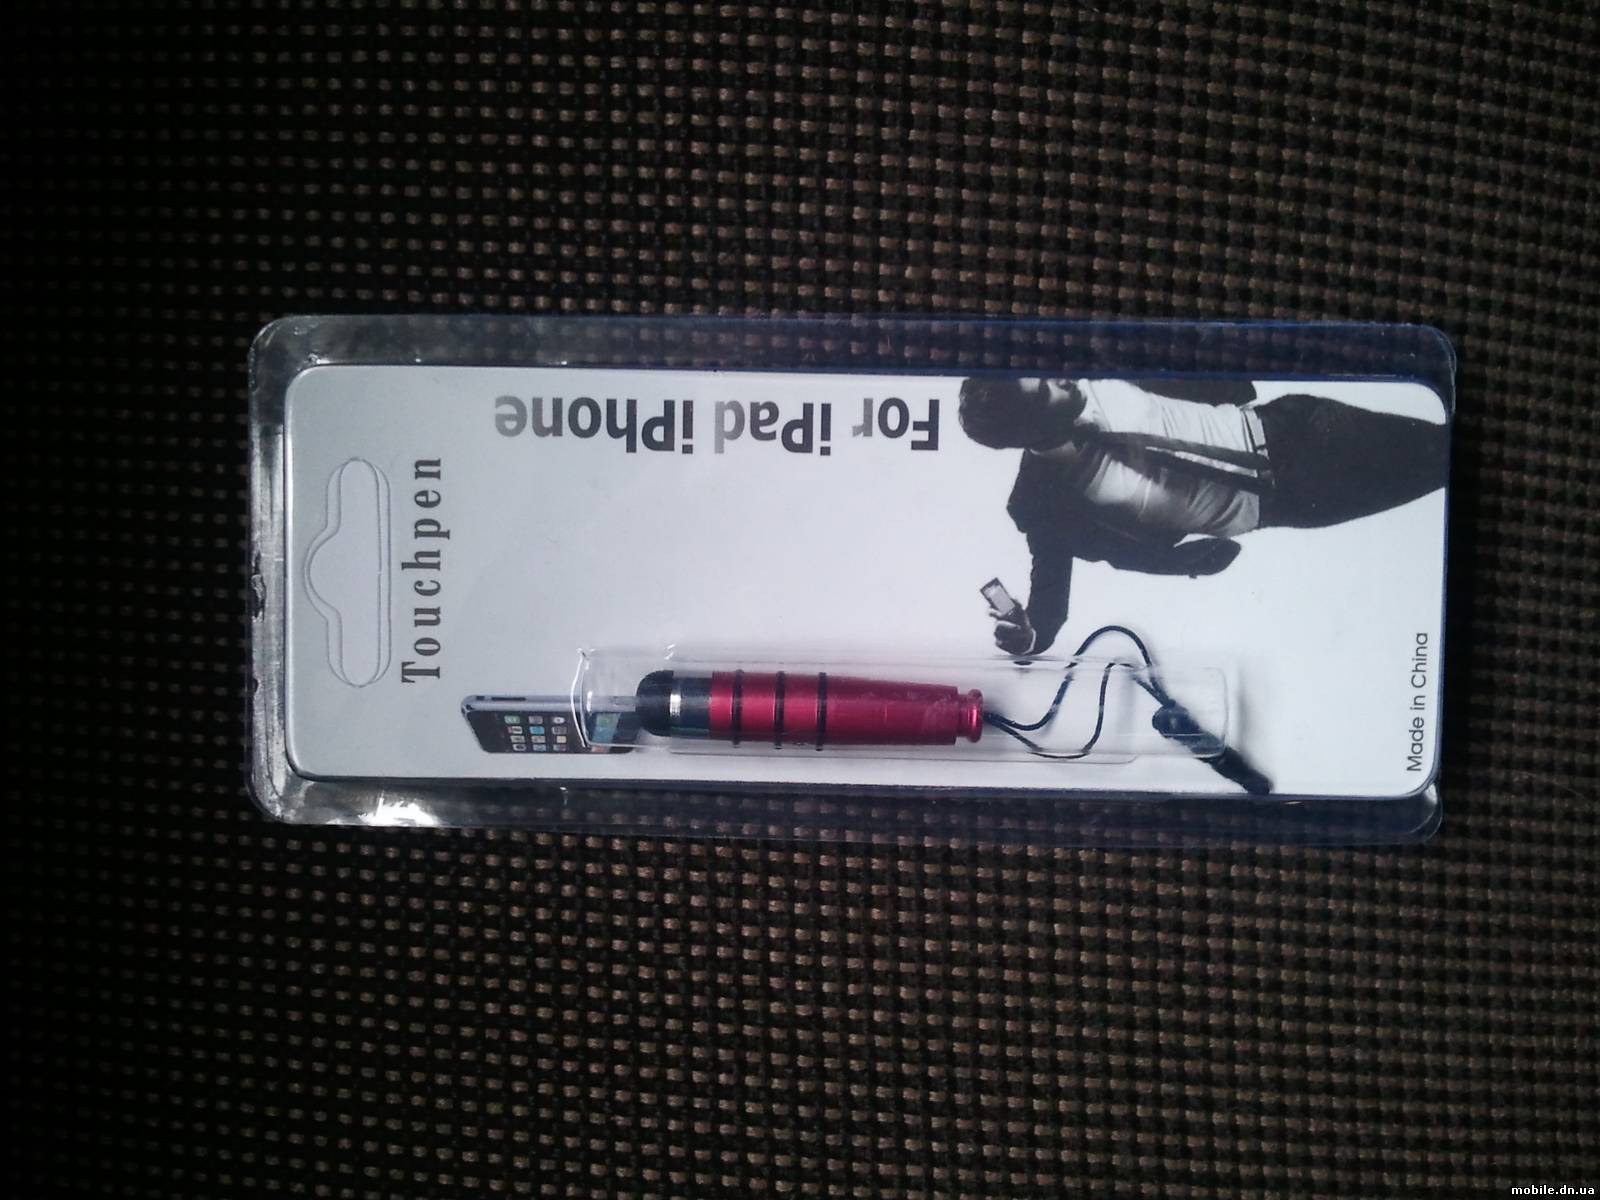 Touchpen
For iPad iPhone
Made in China
mobile.dn.ua